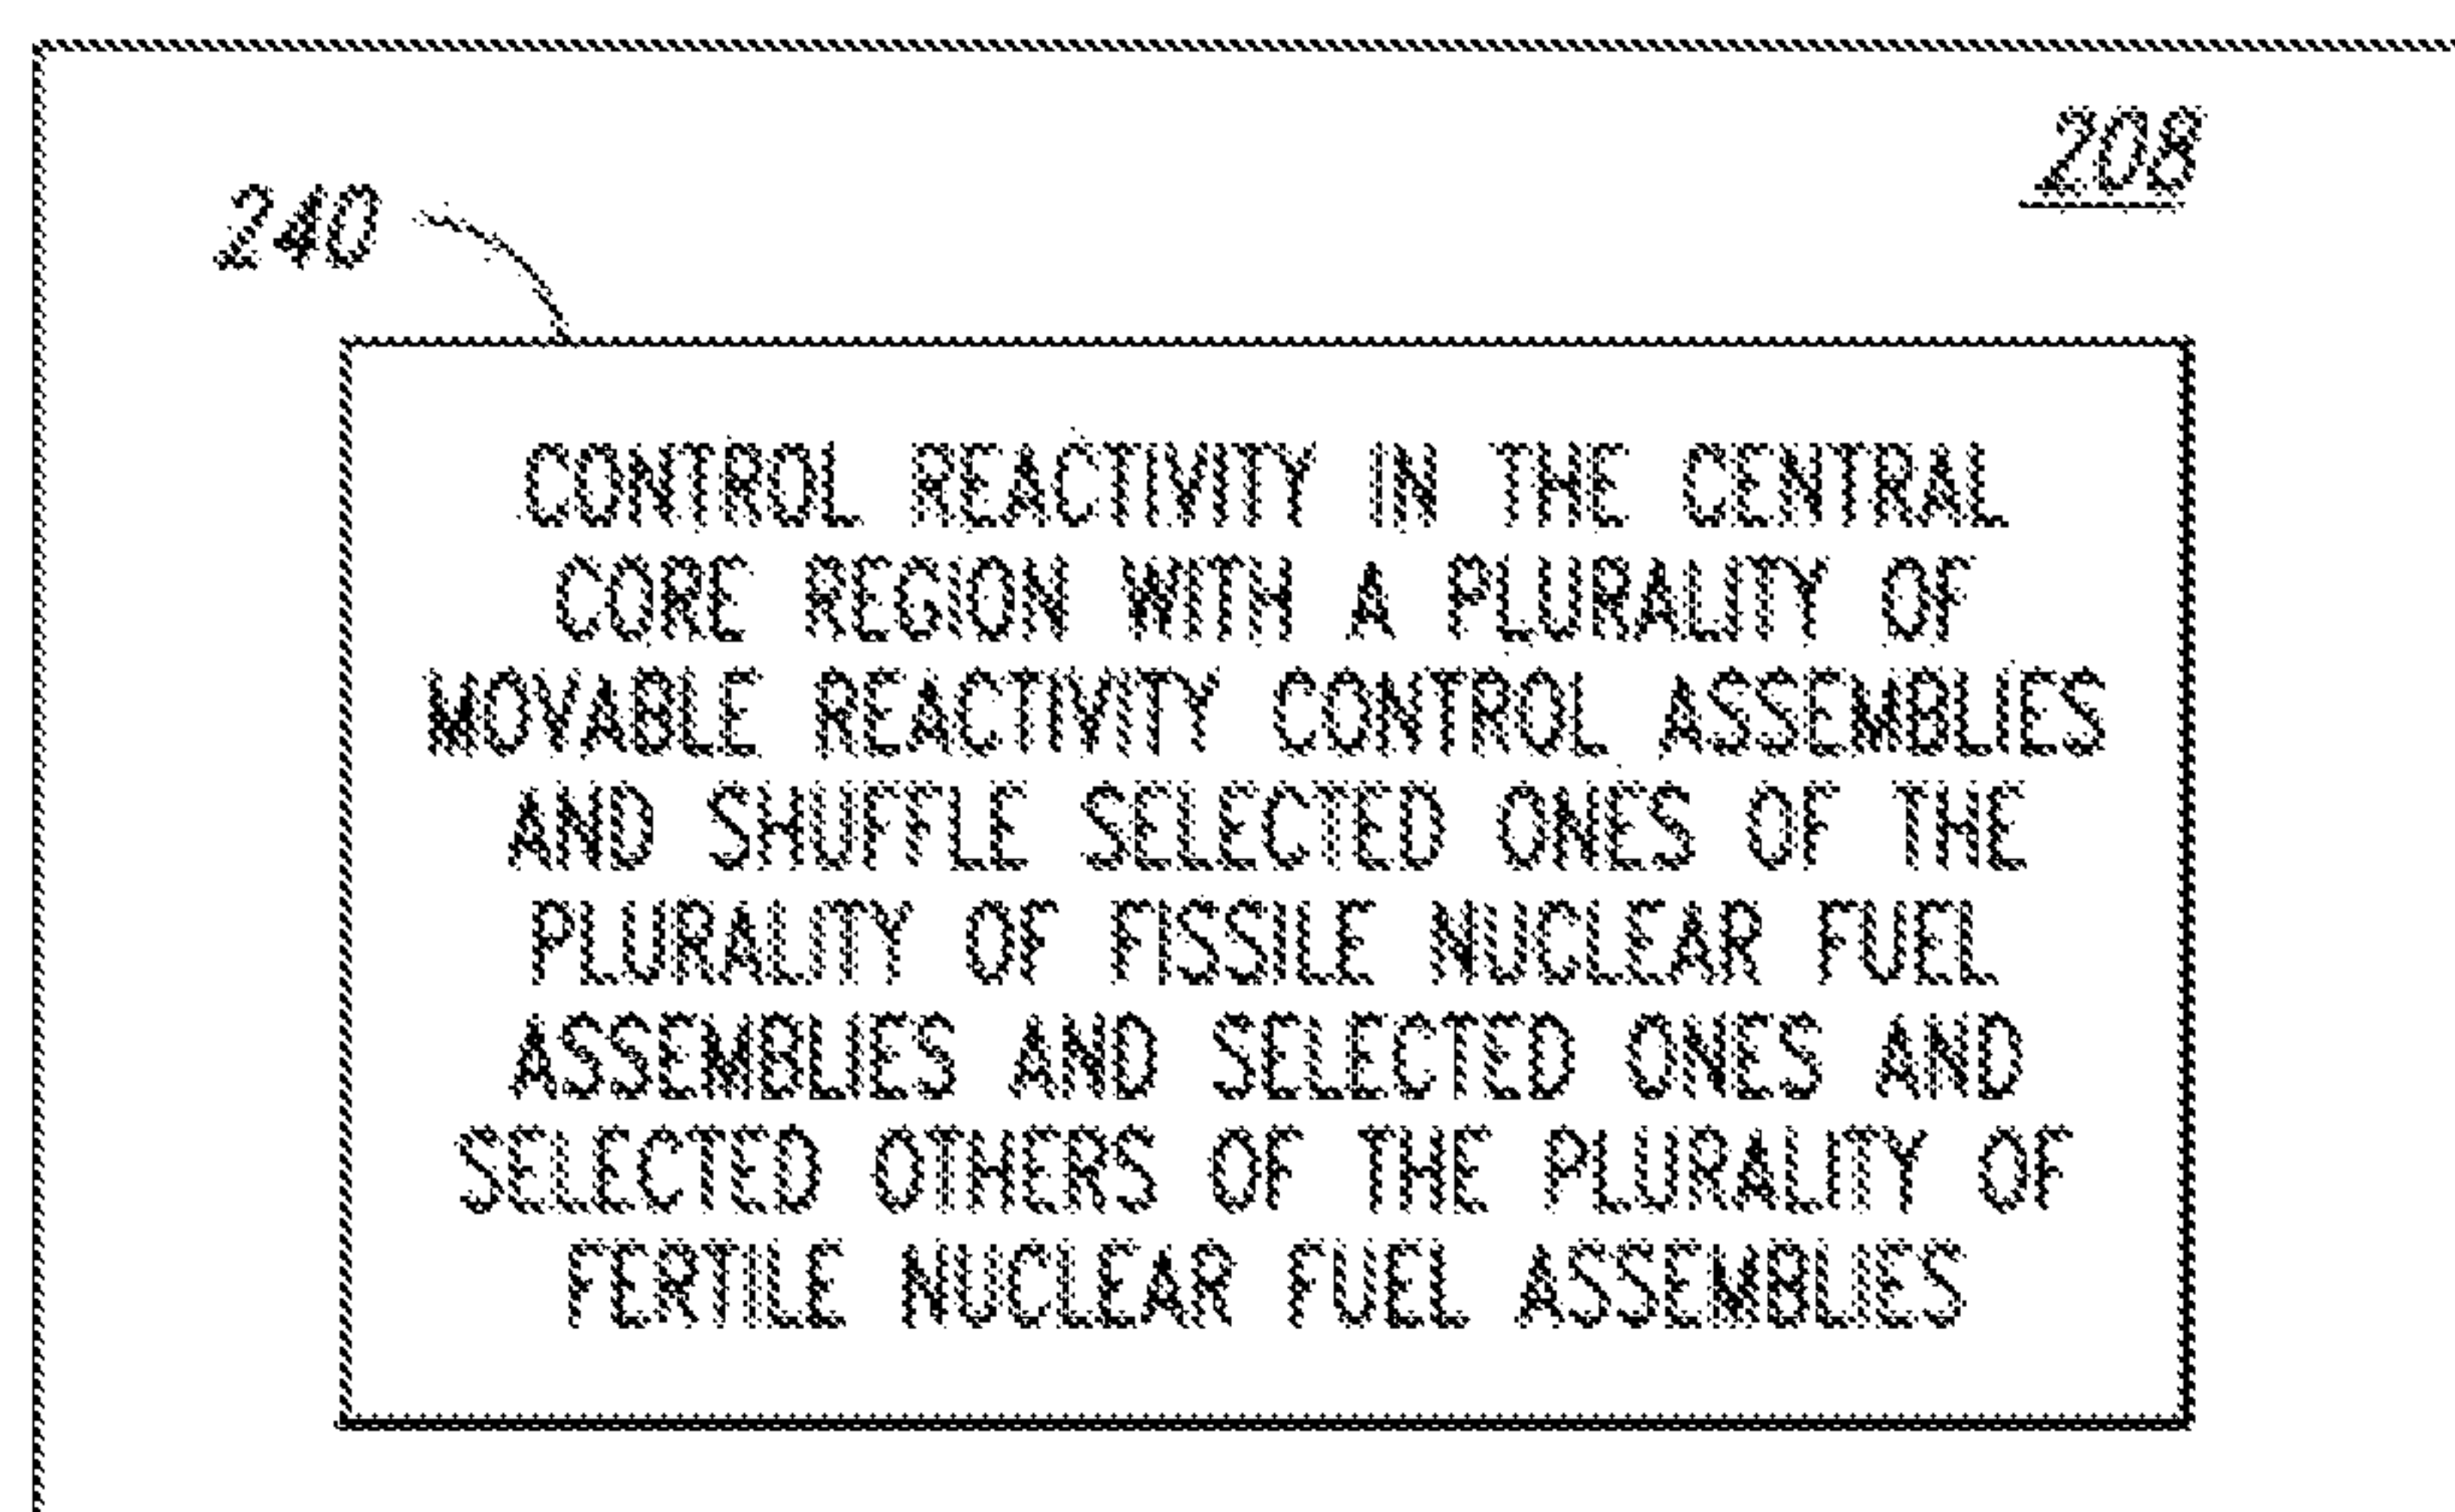 208
240
CONTROL REACTIVITY IN THE CENTRAL
CORE REGION WITH A PLURALITY OF
MOVABLE REACTIVITY CONTROL ASSEMBLIES
AND SHUFFLE SELECTED ONES OF THE
PLURALITY OF FISSILE NUCLEAR FUEL
ASSEMBLIES AND SELECTED ONES AND
SELECTED OTHERS OF THE PLURALITY OF
FERTILE NUCLEAR FUEL ASSEMBLIES